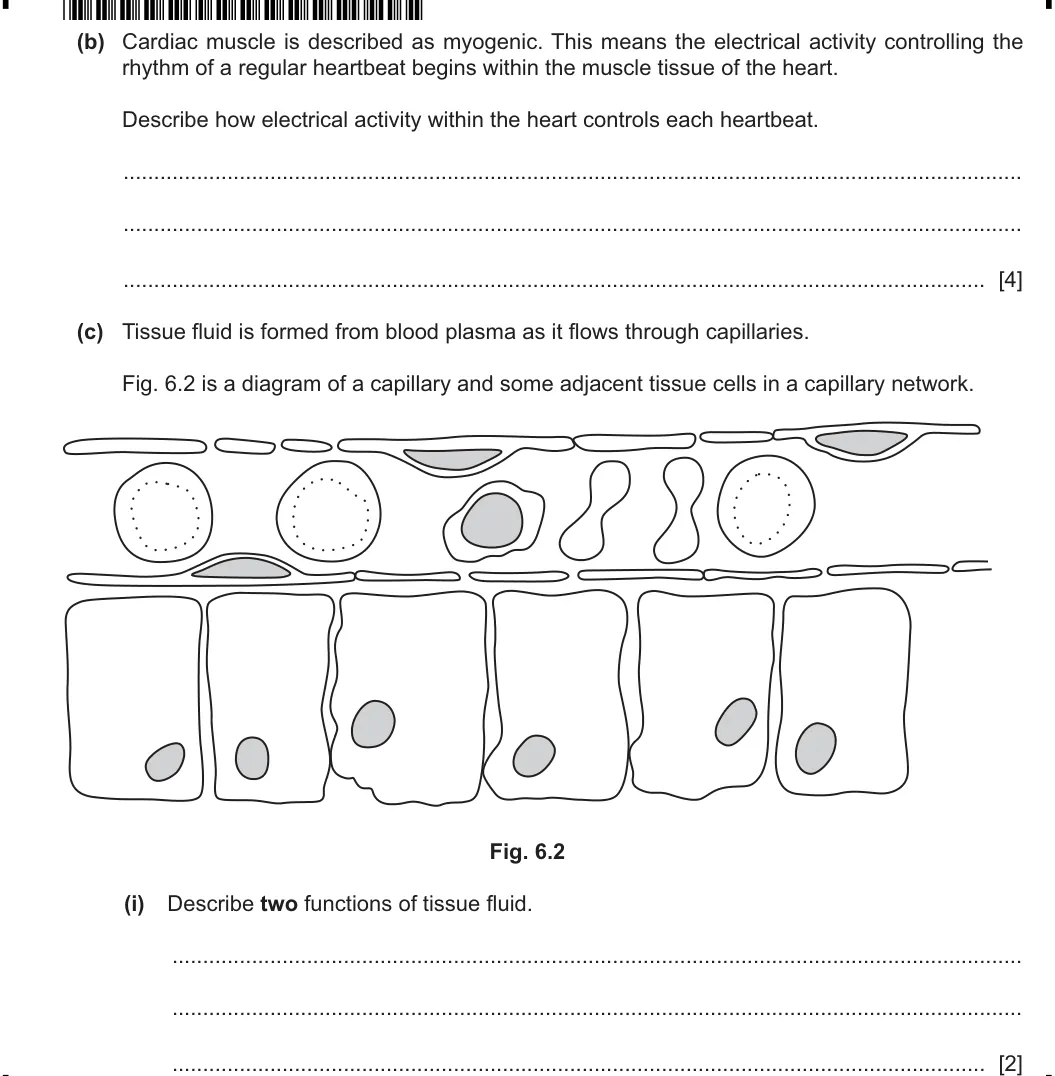 (b) Cardiac muscle is described as myogenic. This means the electrical activity controlling the
rhythm of a regular heartbeat begins within the muscle tissue of the heart.
Describe how electrical activity within the heart controls each heartbeat.
[4]
(c) Tissue fluid is formed from blood plasma as it flows through capillaries.
Fig. 6.2 is a diagram of a capillary and some adjacent tissue cells in a capillary network.
Fig. 6.2
(i) Describe two functions of tissue fluid.
[2]